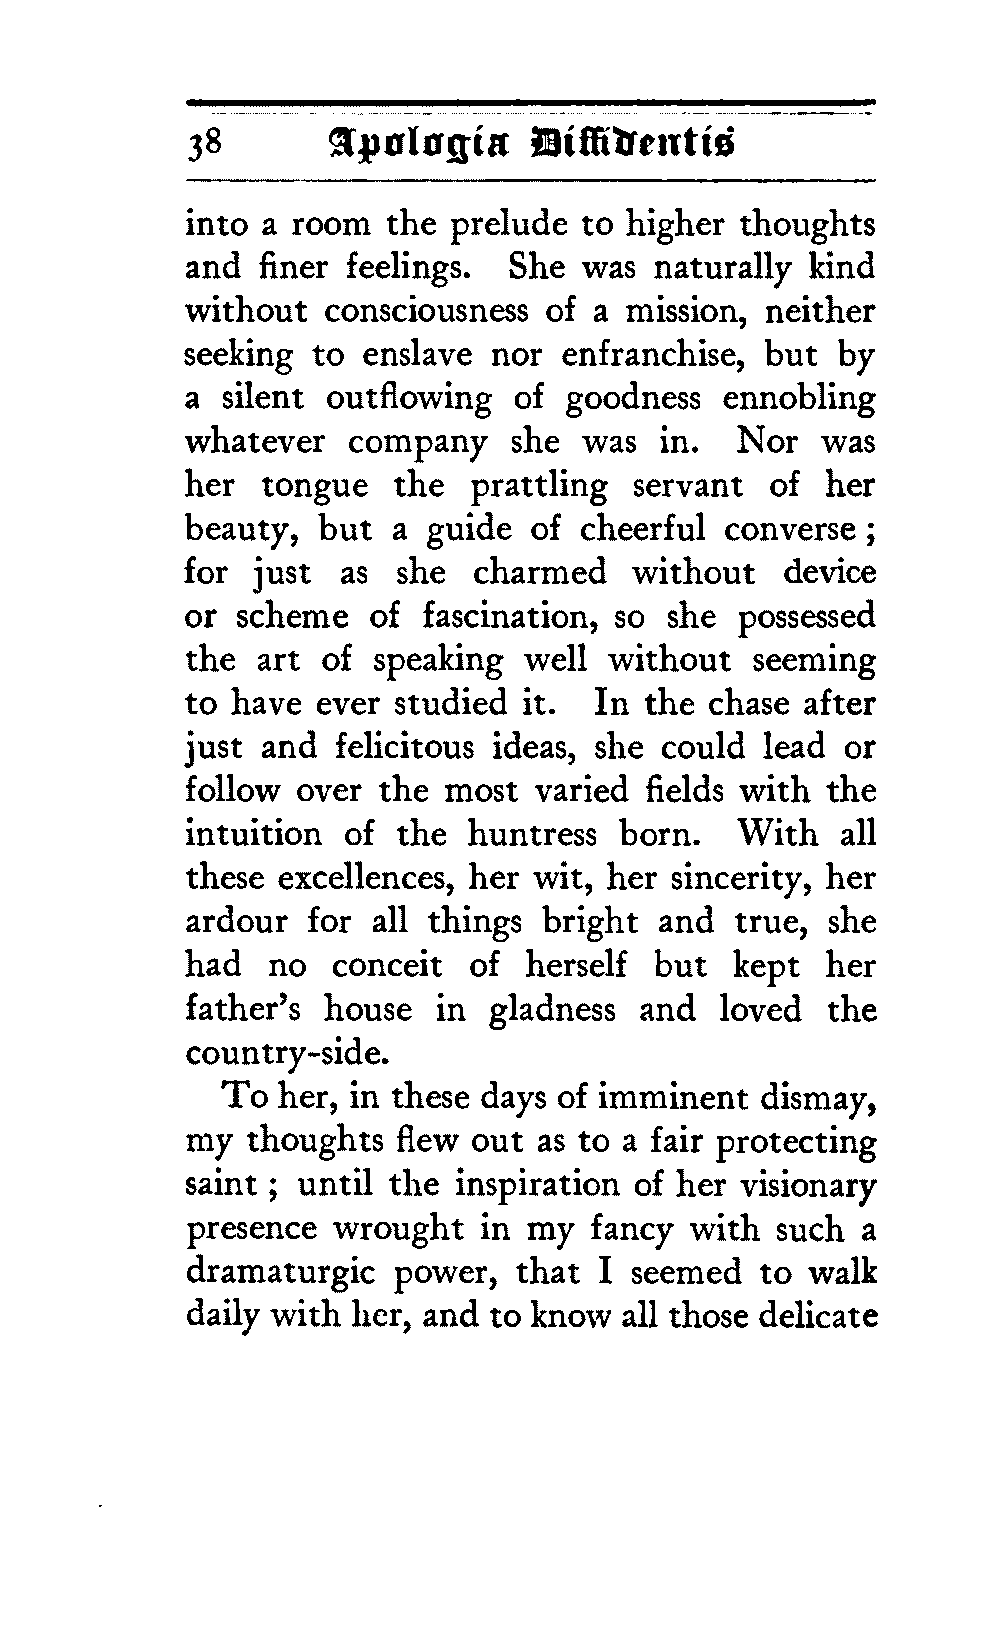 38 Apologia Diffidentis
into a room the prelude to higher thoughts
and finer feelings. She was naturally kind
without consciousness of a mission, neither
seeking to enslave nor enfranchise, but by
a silent outflowing of goodness ennobling
whatever company she was in. Nor was
her tongue the prattling servant of her
beauty, but a guide of cheerful converse ;
for just as she charmed without device
or scheme of fascination, so she possessed
the art of speaking well without seeming
to have ever studied it. In the chase after
just and felicitous ideas, she could lead or
follow over the most varied fields with the
intuition of the huntress born. With all
these excellences, her wit, her sincerity, her
ardour for all things bright and true, she
had no conceit of herself but kept her
father's house in gladness and loved the
country-side.
To her, in these days of imminent dismay,
my thoughts flew out as to a fair protecting
saint ; until the inspiration of her visionary
presence wrought in my fancy with such a
dramaturgic power, that I seemed to walk
daily with her, and to know all those delicate